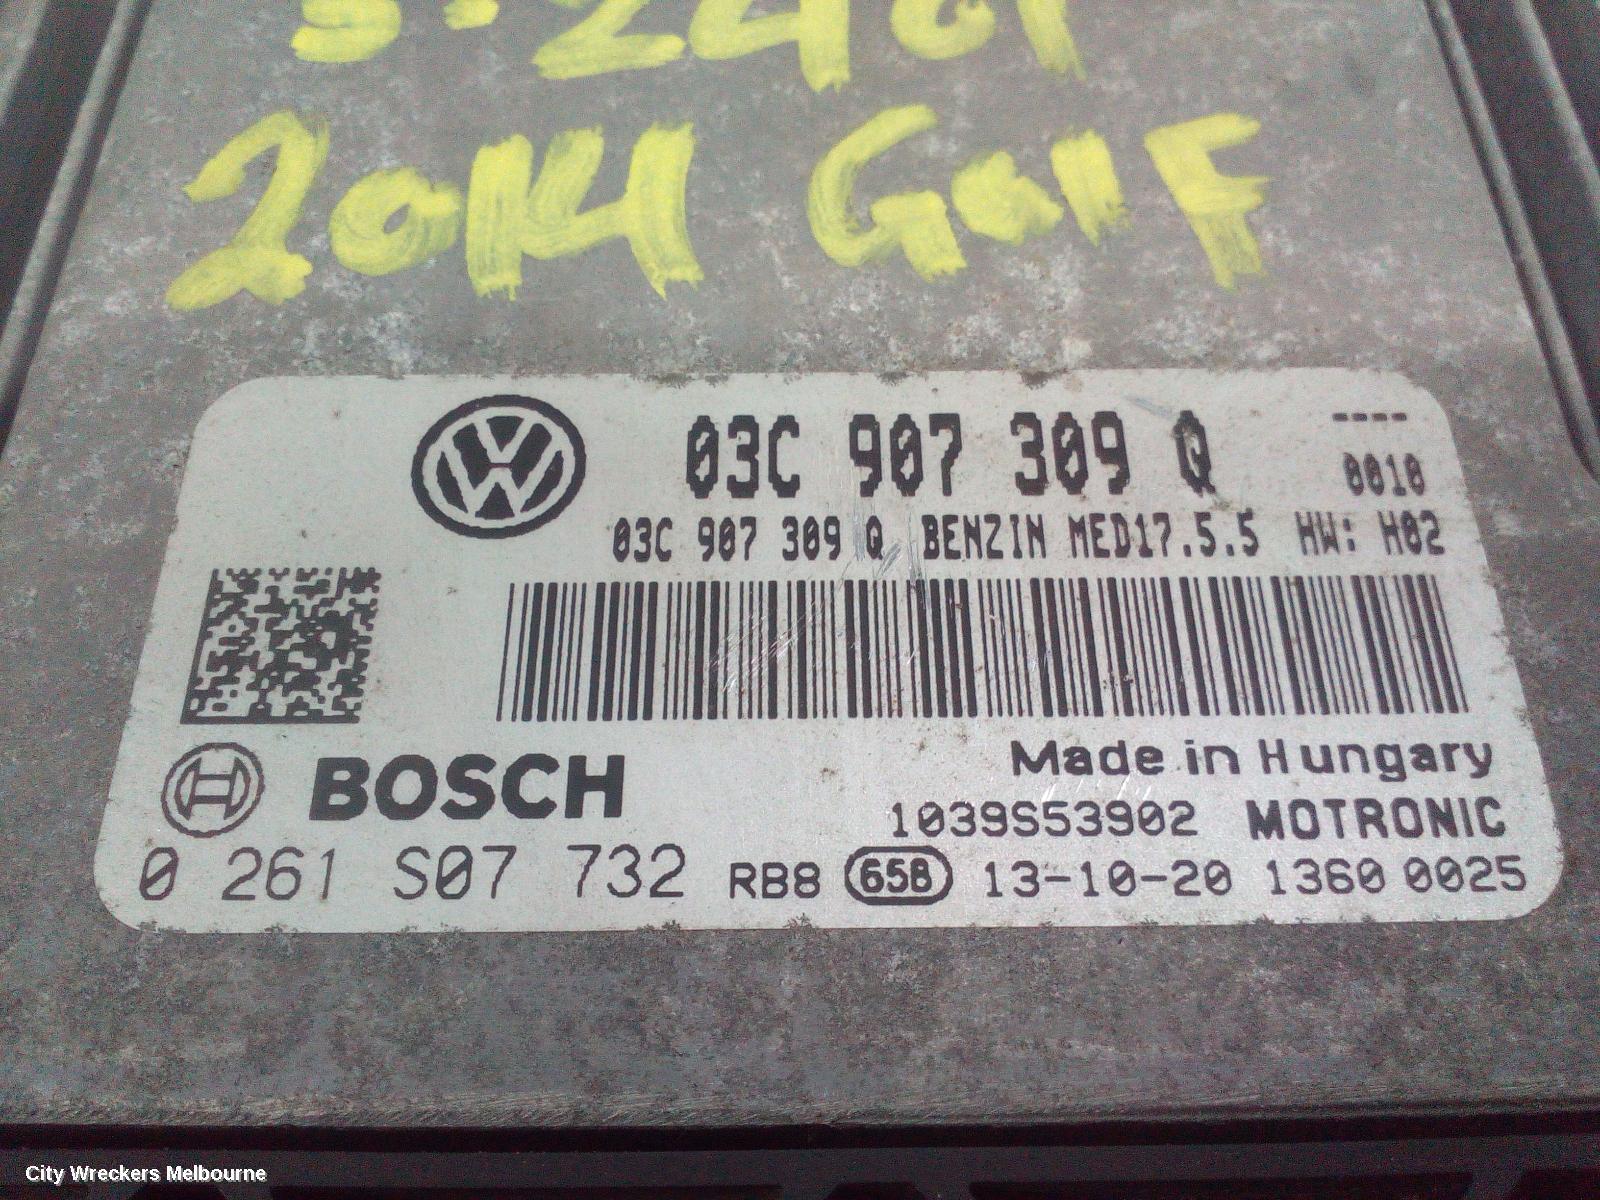 2014 Golf
03C 907 309 Q ----
0010
03C 907 309 Q BENZIN MED17.5.5 HW: H02
BOSCH
Made in Hungary
1039S53902 MOTRONIC
0 261 S07 732 RB8 658 13-10-20 1360 0025
City Wreckers Melbourne